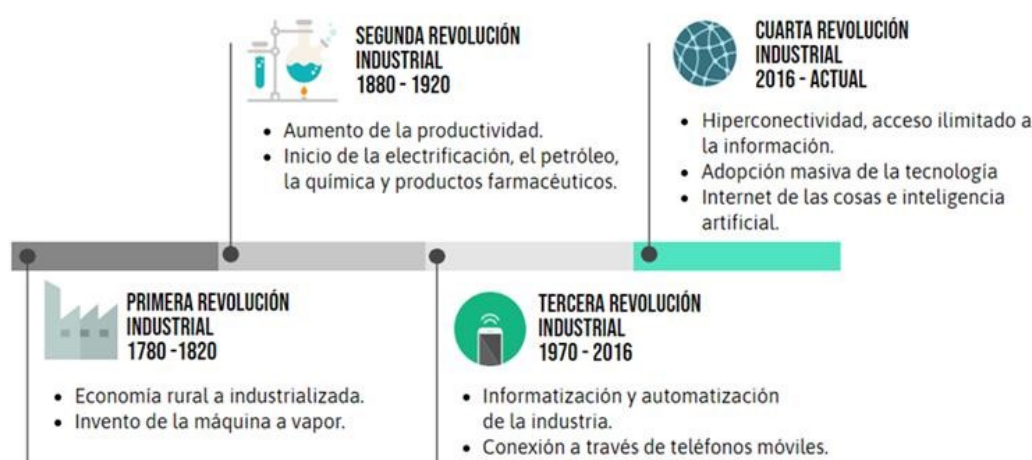 SEGUNDA REVOLUCIÓN
INDUSTRIAL
1880 - 1920
• Aumento de la productividad.
• Inicio de la electrificación, el petróleo,
la química y productos farmacéuticos.
CUARTA REVOLUCIÓN
INDUSTRIAL
2016 - ACTUAL
• Hiperconectividad, acceso ilimitado a
la información.
• Adopción masiva de la tecnología
• Internet de las cosas e inteligencia
artificial.
PRIMERA REVOLUCIÓN
INDUSTRIAL
1780 -1820
• Economía rural a industrializada.
• Invento de la máquina a vapor.
TERCERA REVOLUCIÓN
INDUSTRIAL
1970 - 2016
• Informatización y automatización
de la industria.
• Conexión a través de teléfonos móviles.